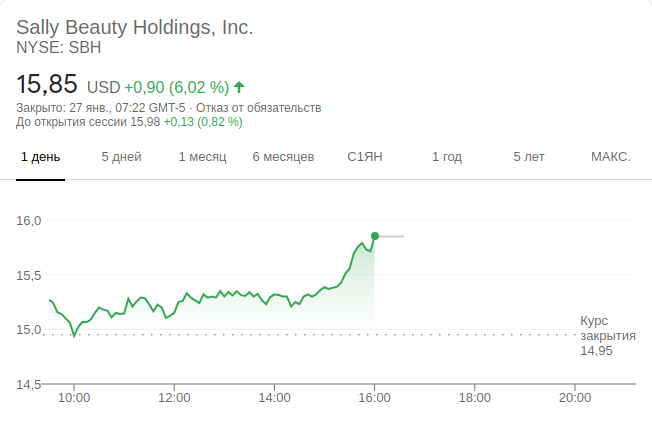 Sally Beauty Holdings, Inc.
NYSE: SBH
15,85 USD +0,90 (6,02 %)
Закрыто: 27 янв., 07:22 GMT-5 · Отказ от обязательств
До открытия сессии 15,98 +0,13 (0,82 %)
1 день 5 дней 1 месяц 6 месяцев С1ЯН 1 год 5 лет МАКС.
16,0
15,5
15,0
Курс
закрытия
14,95
14,5
10:00 12:00 14:00 16:00 18:00 20:00